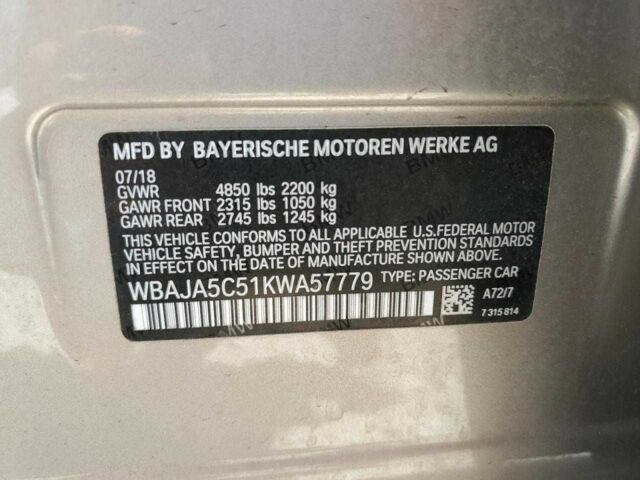 MFD BY BAYERISCHE MOTOREN WERKE AG
07/18
GVWR 4850 lbs 2200 kg
GAWR FRONT 2315 lbs 1050 kg
GAWR REAR 2745 lbs 1245 kg
THIS VEHICLE CONFORMS TO ALL APPLICABLE U.S.FEDERAL MOTOR
VEHICLE SAFETY, BUMPER AND THEFT PREVENTION STANDARDS
IN EFFECT ON THE DATE OF MANUFACTURE SHOWN ABOVE.
WBAJA5C51KWA57779 TYPE: PASSENGER CAR
A72/7
7 315 814